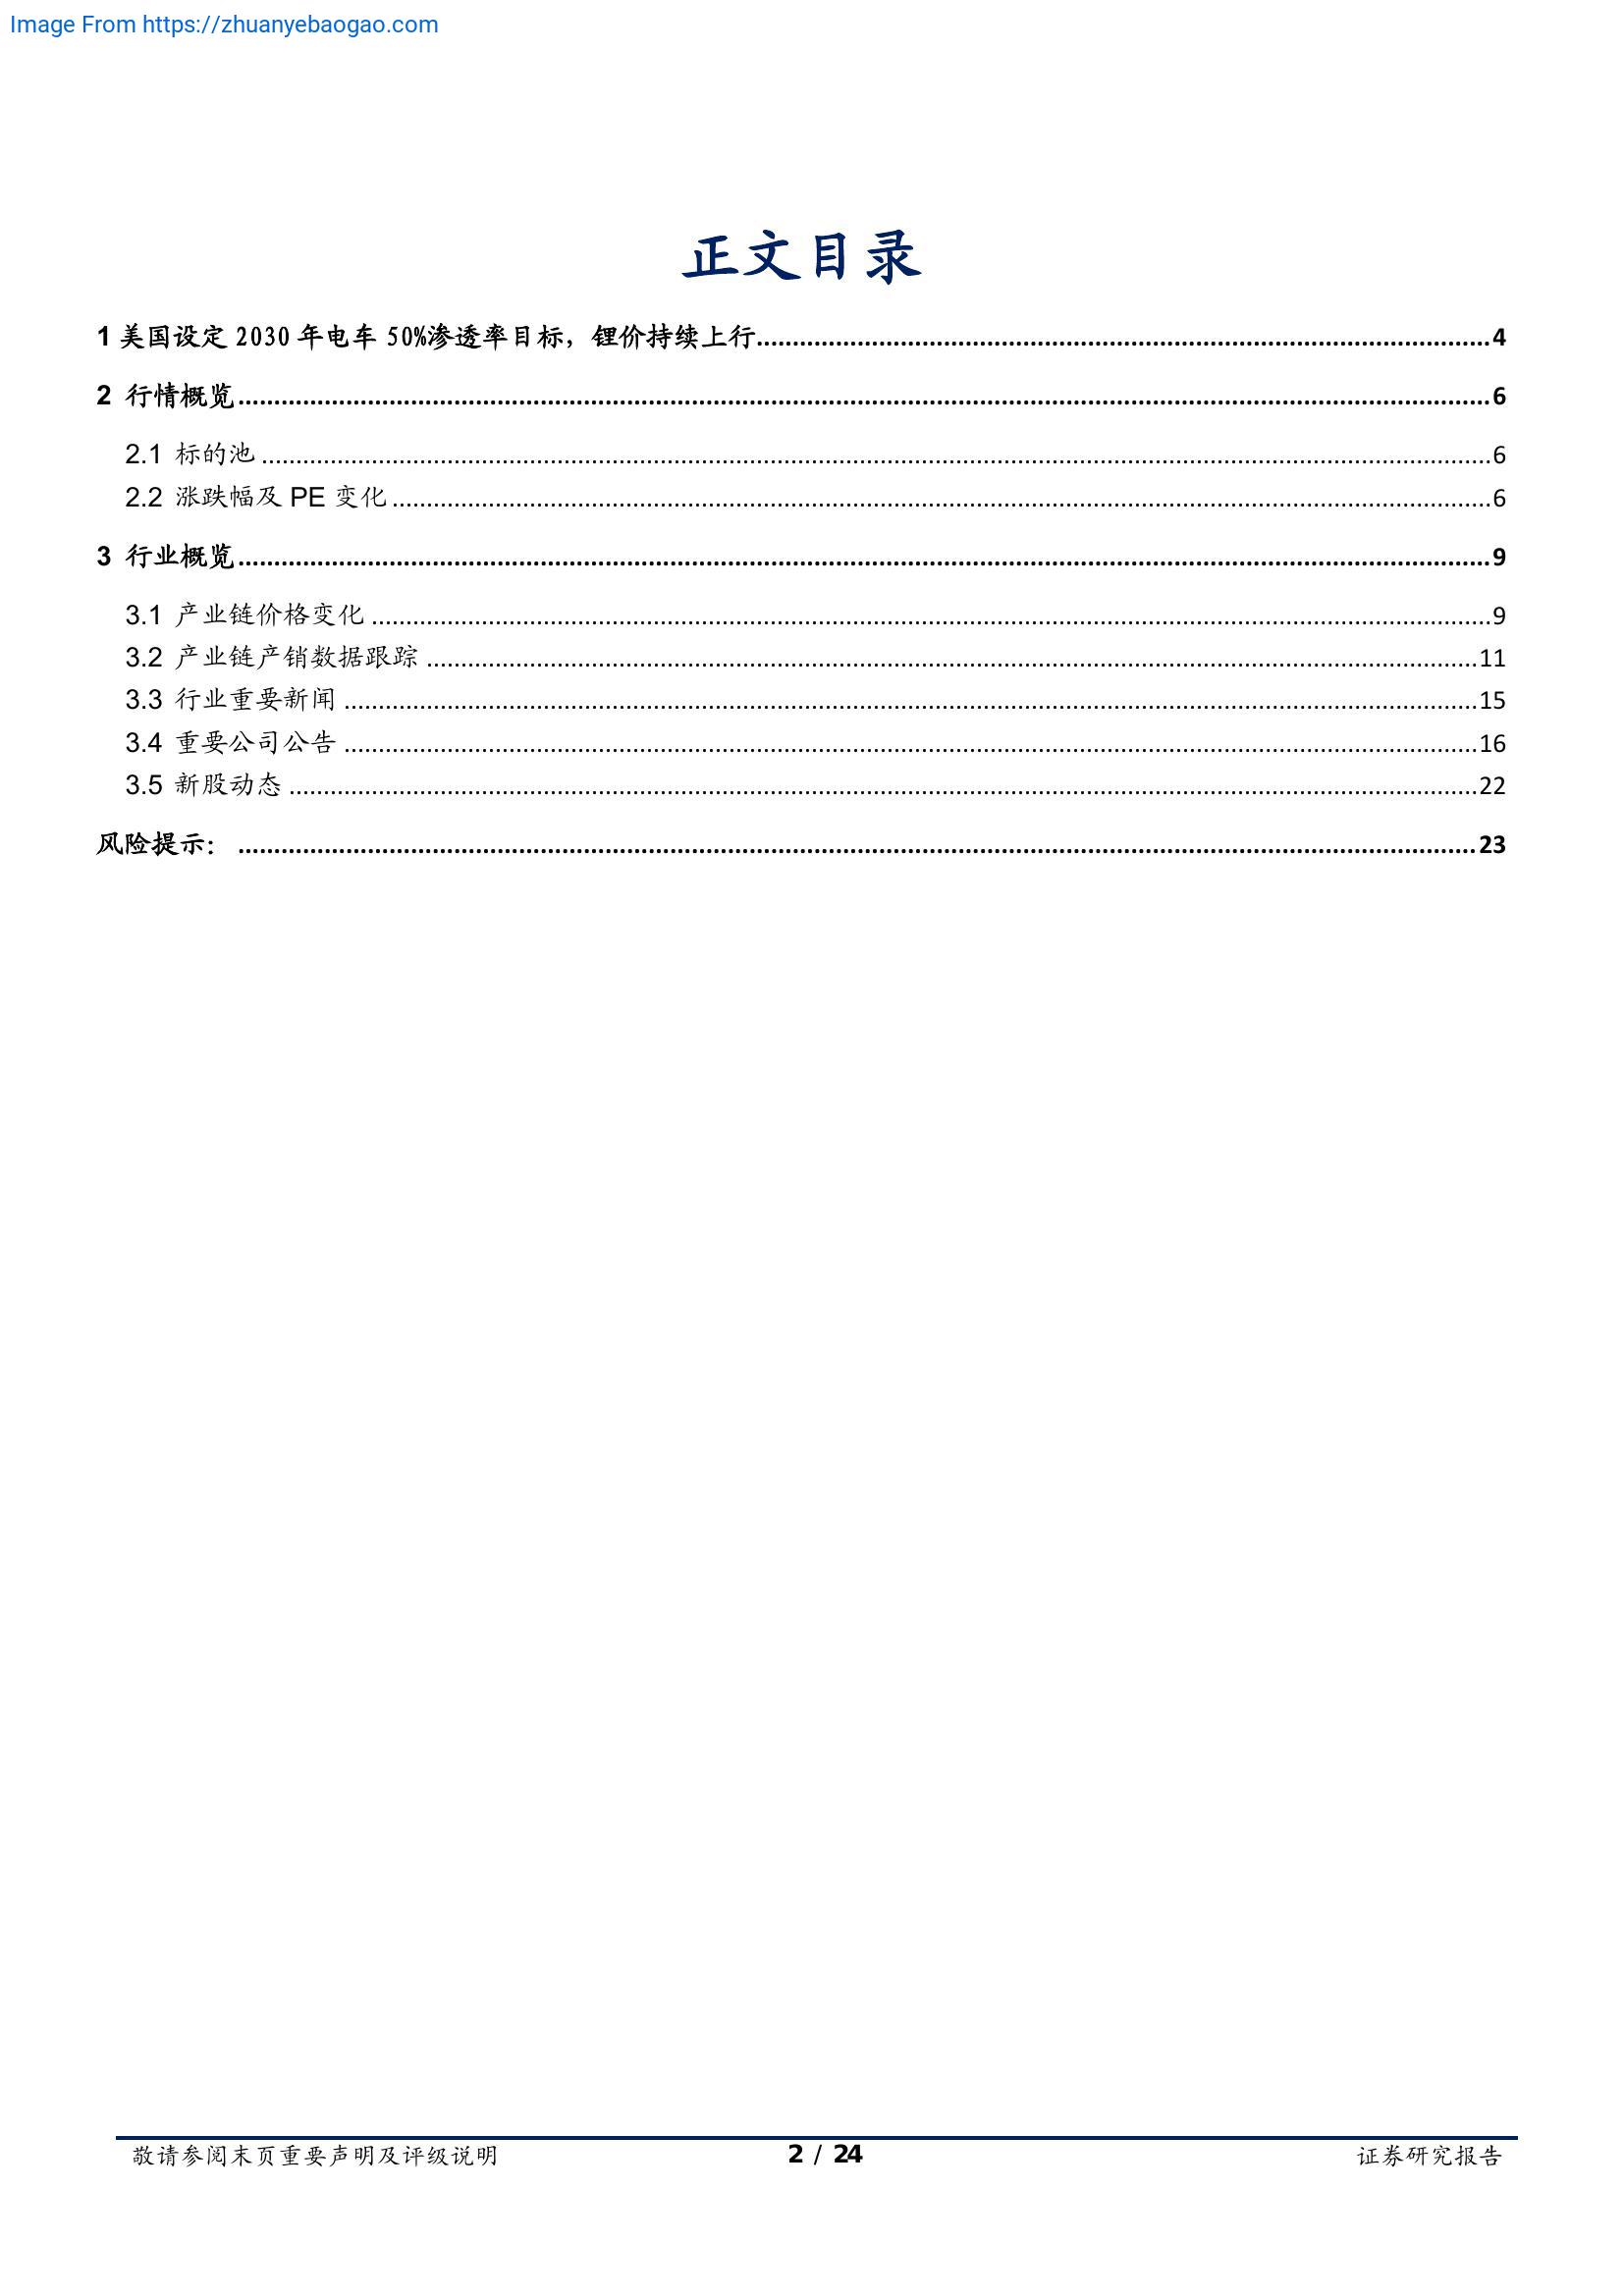 Image From https://zhuanyebaogao.com
正文目录
1 美国设定 2030 年电车 50%渗透率目标，锂价持续上行........4
2 行情概览........6
2.1 标的池........6
2.2 涨跌幅及 PE 变化........6
3 行业概览........9
3.1 产业链价格变化........9
3.2 产业链产销数据跟踪........11
3.3 行业重要新闻........15
3.4 重要公司公告........16
3.5 新股动态........22
风险提示：........23
敬请参阅末页重要声明及评级说明 2 / 24 证券研究报告